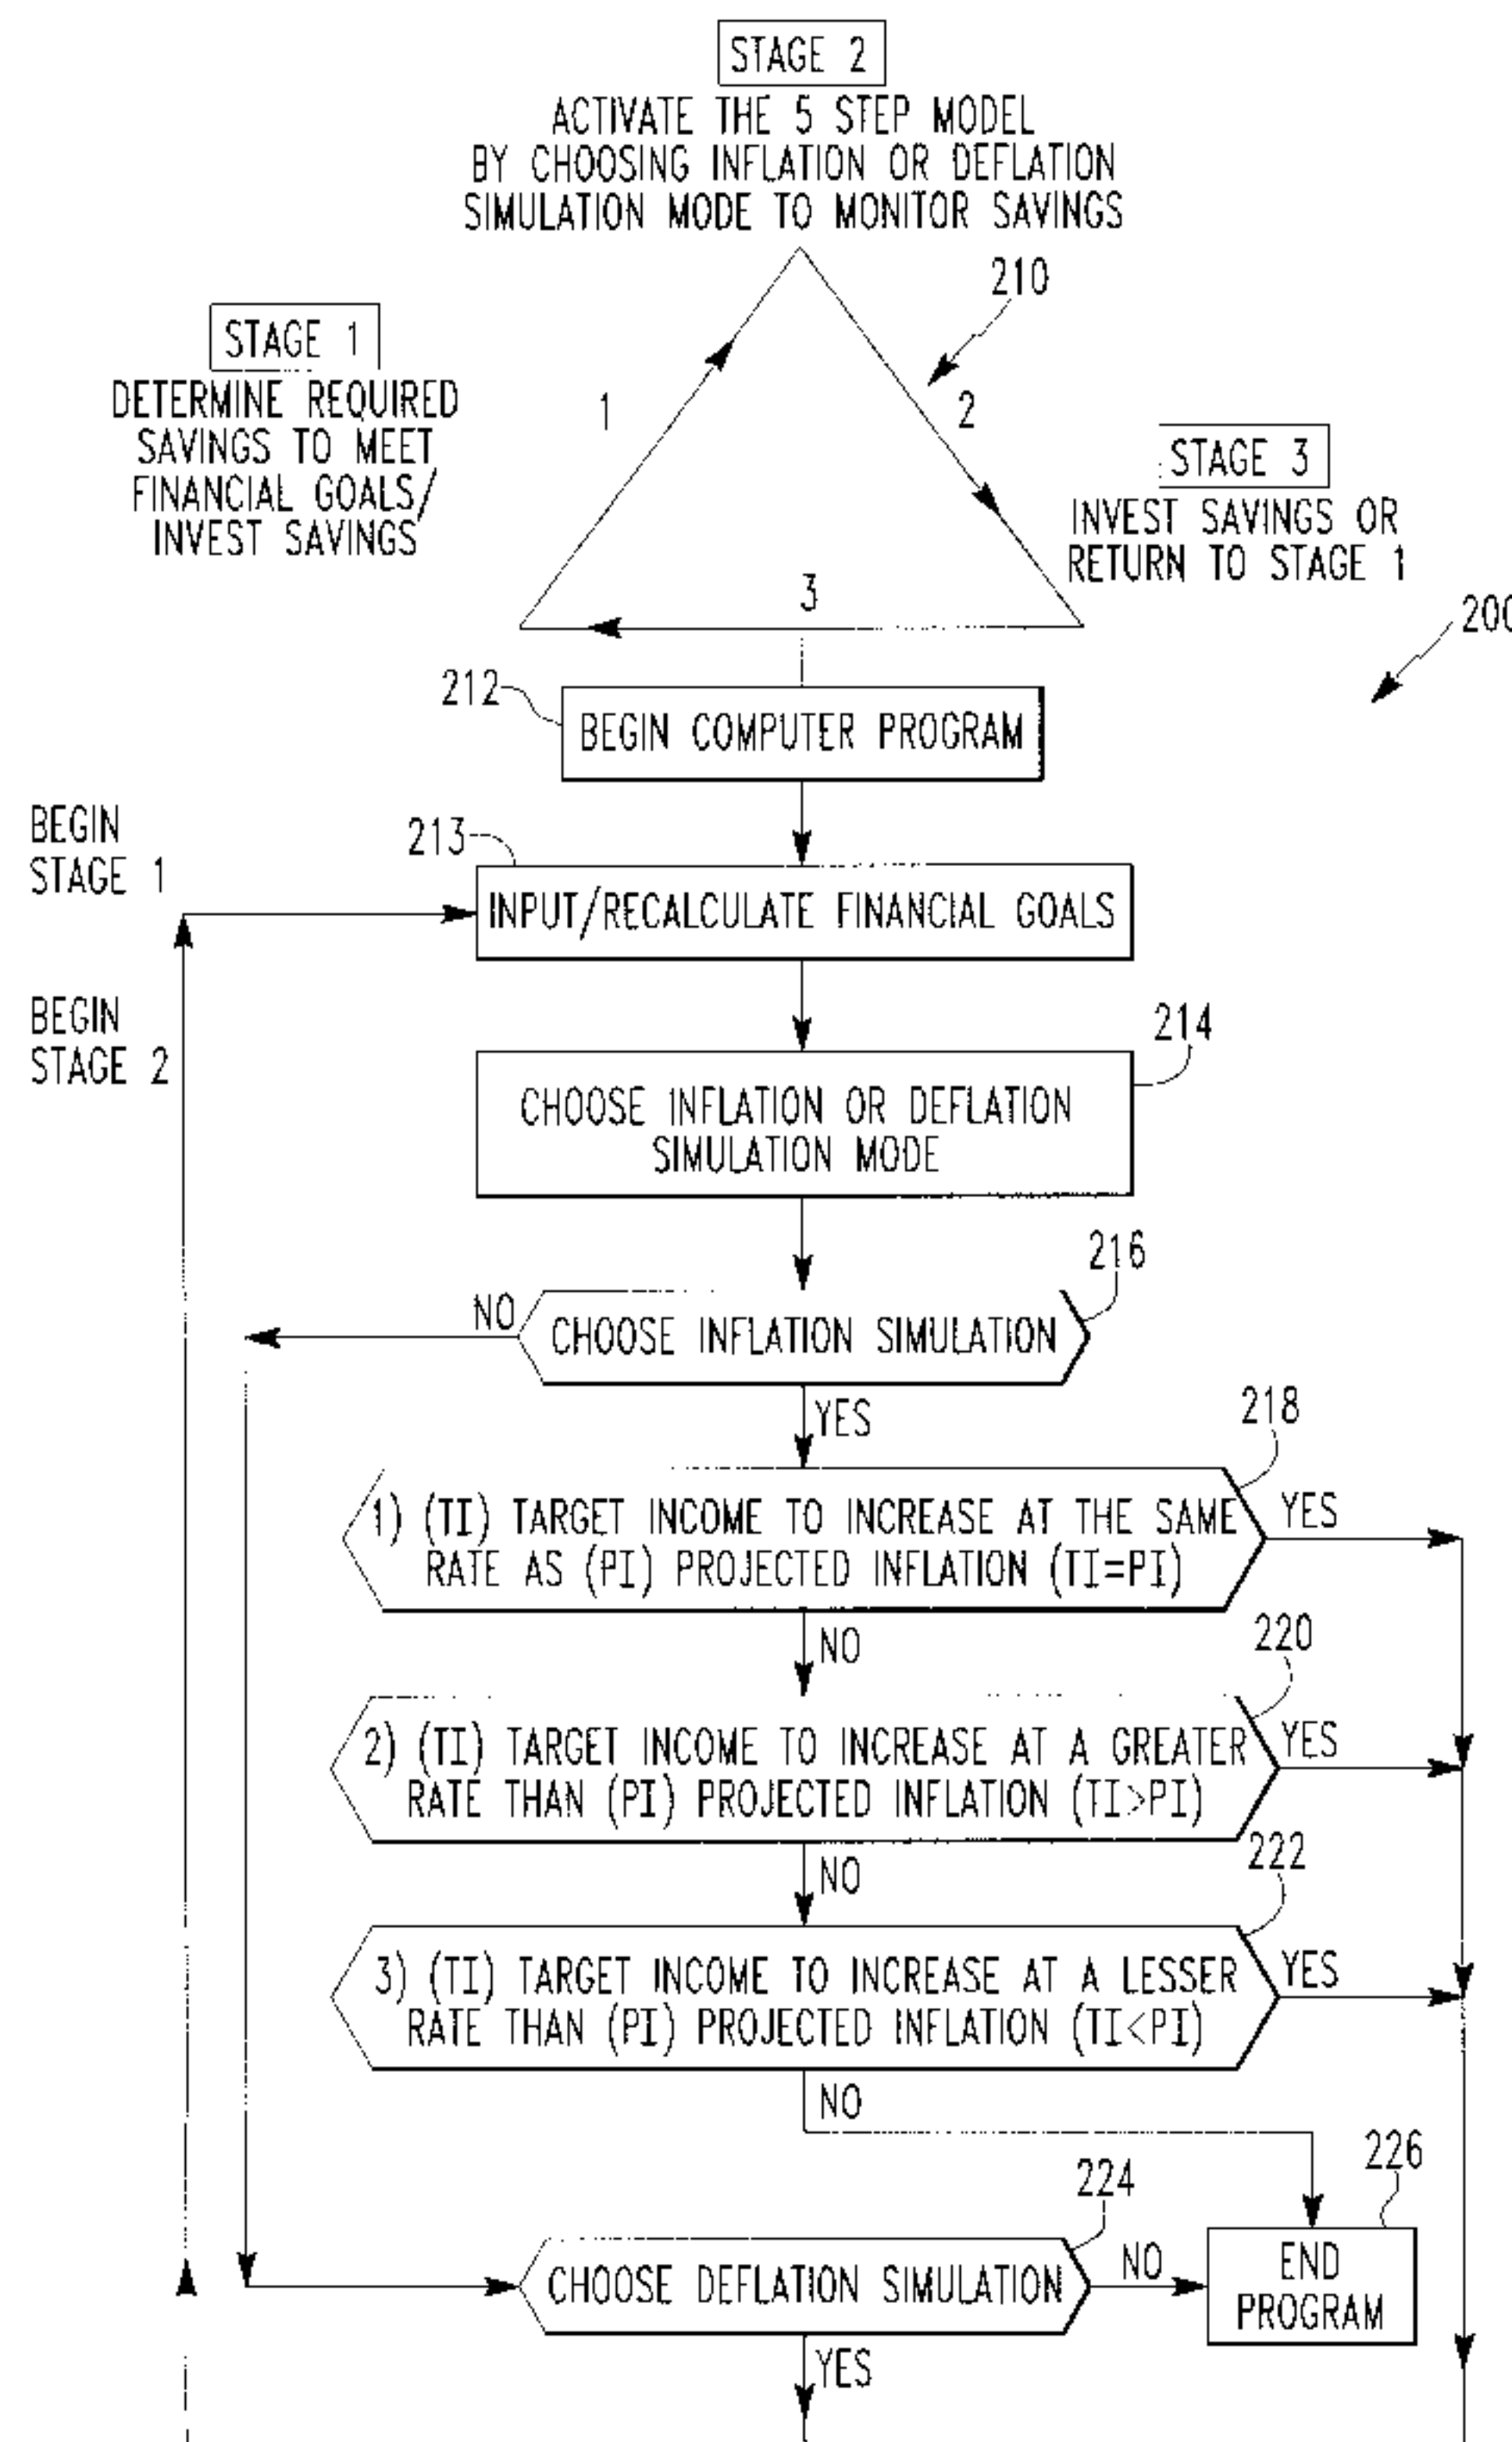 STAGE 2
ACTIVATE THE 5 STEP MODEL
BY CHOOSING INFLATION OR DEFLATION
SIMULATION MODE TO MONITOR SAVINGS
210
STAGE 1
DETERMINE REQUIRED
SAVINGS TO MEET
FINANCIAL GOALS/
INVEST SAVINGS
1
2
STAGE 3
INVEST SAVINGS OR
RETURN TO STAGE 1
3
200
212
BEGIN COMPUTER PROGRAM
BEGIN
STAGE 1
213
INPUT/RECALCULATE FINANCIAL GOALS
BEGIN
STAGE 2
214
CHOOSE INFLATION OR DEFLATION
SIMULATION MODE
216
NO
CHOOSE INFLATION SIMULATION
YES
218
1) (TI) TARGET INCOME TO INCREASE AT THE SAME
RATE AS (PI) PROJECTED INFLATION (TI=PI)
YES
NO
220
2) (TI) TARGET INCOME TO INCREASE AT A GREATER
RATE THAN (PI) PROJECTED INFLATION (TI>PI)
YES
NO
222
3) (TI) TARGET INCOME TO INCREASE AT A LESSER
RATE THAN (PI) PROJECTED INFLATION (TI<PI)
YES
NO
224
226
CHOOSE DEFLATION SIMULATION
NO
END
PROGRAM
YES